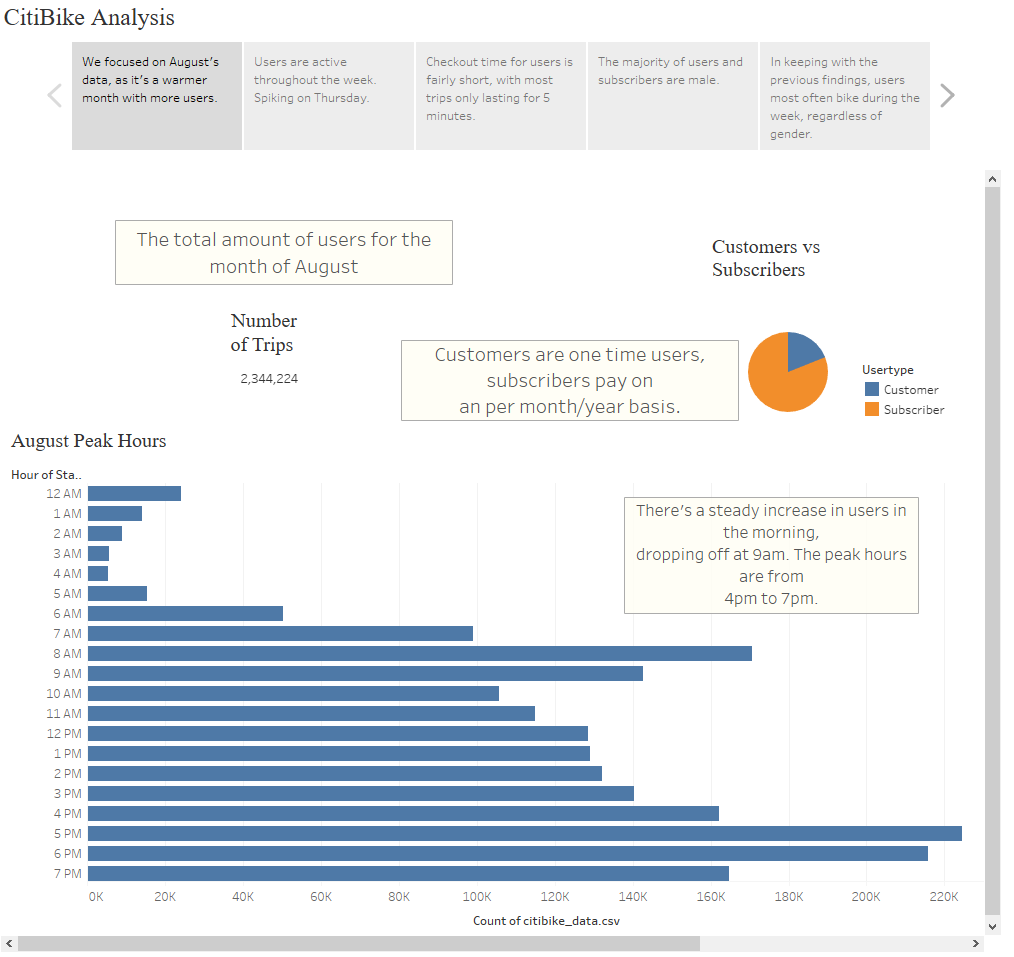 CitiBike Analysis
We focused on August's
data, as it's a warmer
month with more users.
Users are active
throughout the week.
Spiking on Thursday.
Checkout time for users is
fairly short, with most
trips only lasting for 5
minutes.
The majority of users and
subscribers are male.
In keeping with the
previous findings, users
most often bike during the
week, regardless of
gender.
The total amount of users for the
month of August
Customers vs
Subscribers
Number
of Trips
2,344,224
Customers are one time users,
subscribers pay on
an per month/year basis.
Usertype
Customer
Subscriber
August Peak Hours
Hour of Sta..
There's a steady increase in users in
the morning,
dropping off at 9am. The peak hours
are from
4pm to 7pm.
12 AM
1 AM
2 AM
3 AM
4 AM
5 AM
6 AM
7 AM
8 AM
9 AM
10 AM
11 AM
12 PM
1 PM
2 PM
3 PM
4 PM
5 PM
6 PM
7 PM
0K 20K 40K 60K 80K 100K 120K 140K 160K 180K 200K 220K
Count of citibike_data.csv